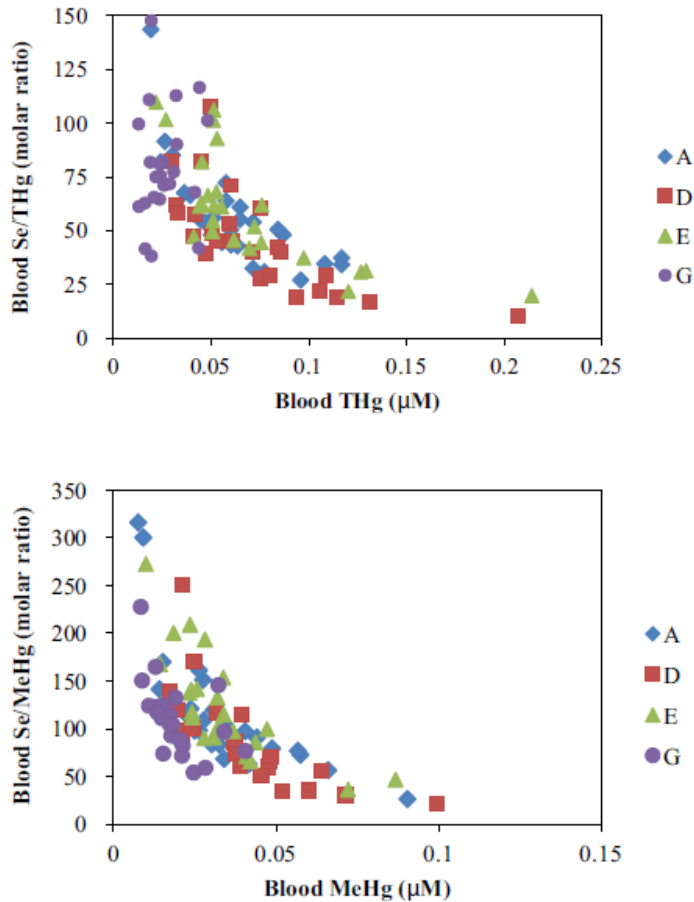 150
125
100
75
50
25
0
Blood Se/THg (molar ratio)
0
0.05
0.1
0.15
0.2
0.25
Blood THg (μM)
A
D
E
G
350
300
250
200
150
100
50
0
Blood Se/MeHg (molar ratio)
0
0.05
0.1
0.15
Blood MeHg (μM)
A
D
E
G